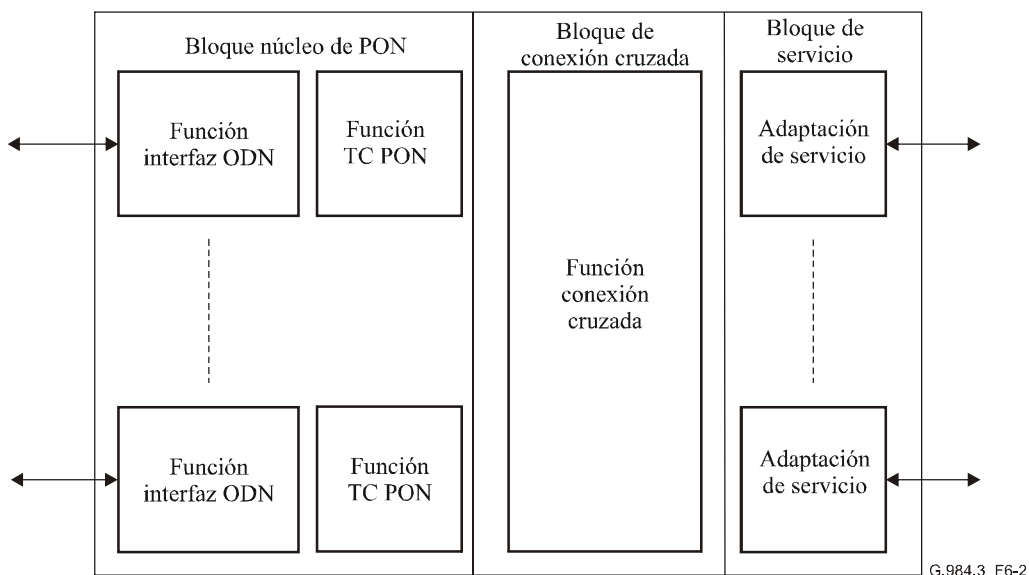 Bloque núcleo de PON
Bloque de
conexión cruzada
Bloque de
servicio
Función
interfaz ODN
Función
TC PON
Adaptación
de servicio
Función
conexión
cruzada
Función
interfaz ODN
Función
TC PON
Adaptación
de servicio
G.984.3_F6-2